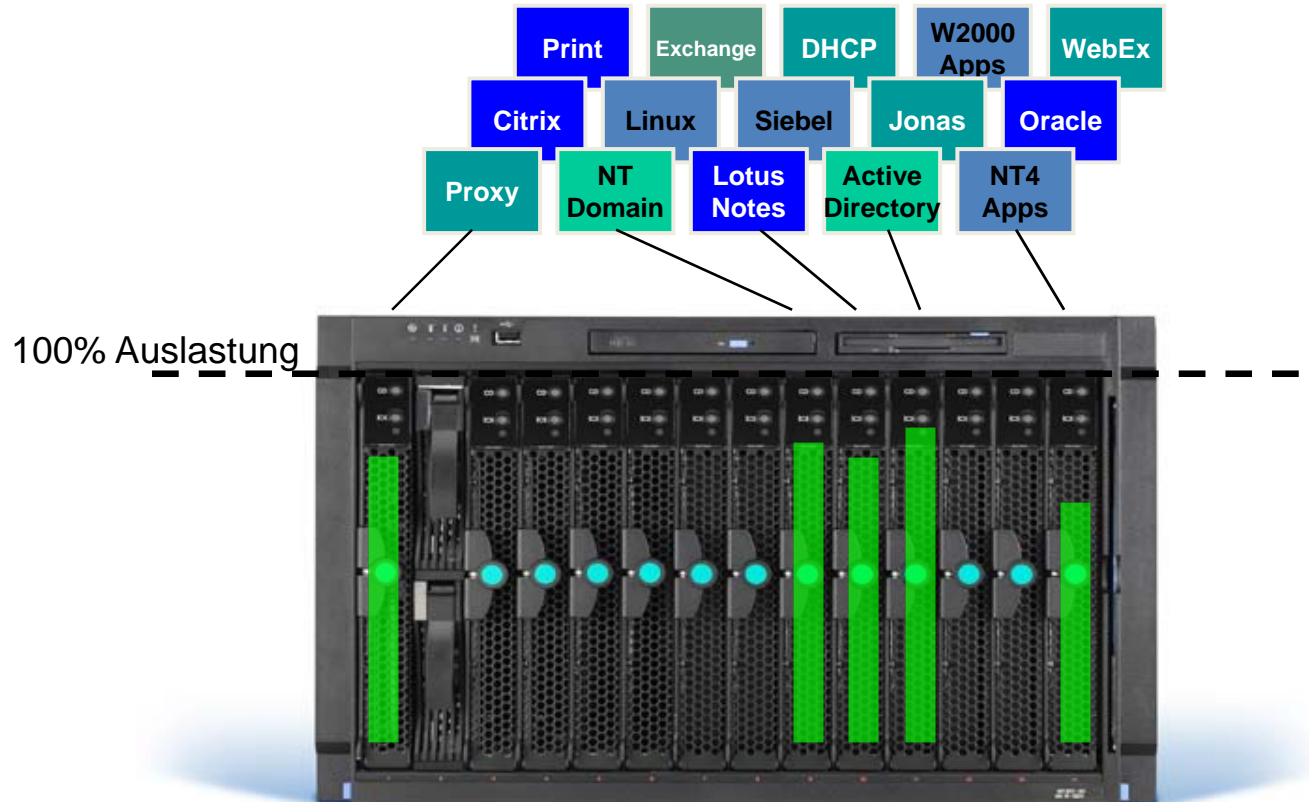 Print
Exchange
DHCP
W2000
Apps
WebEx
Citrix
Linux
Siebel
Jonas
Oracle
Proxy
NT
Domain
Lotus
Notes
Active
Directory
NT4
Apps
100% Auslastung